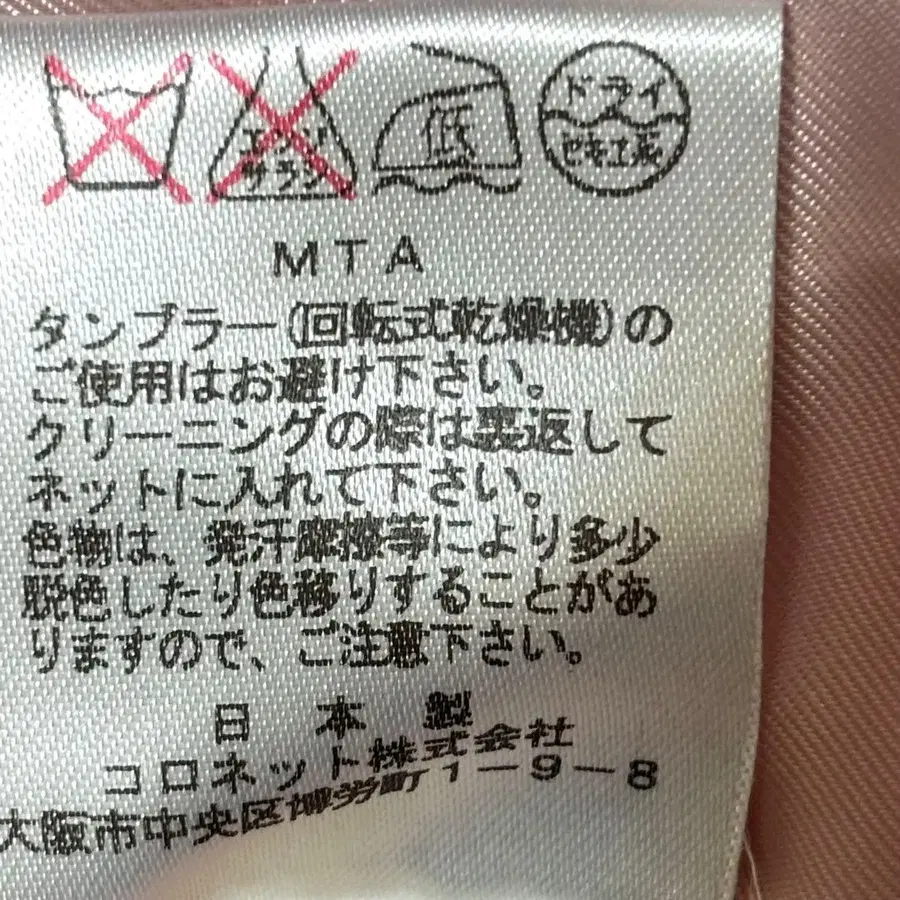 エンソ
サラシ
低
ドライ
セキユ系
MTA
タンブラー(回転式乾燥機)の
ご使用はお避け下さい。
クリーニングの際は裏返して
ネットに入れて下さい。
色物は、発汗摩擦等により多少
脱色したり色移りすることがあ
りますので、ご注意下さい。
日 本 製
コロネット株式会社
大阪市中央区博労町1-9-8